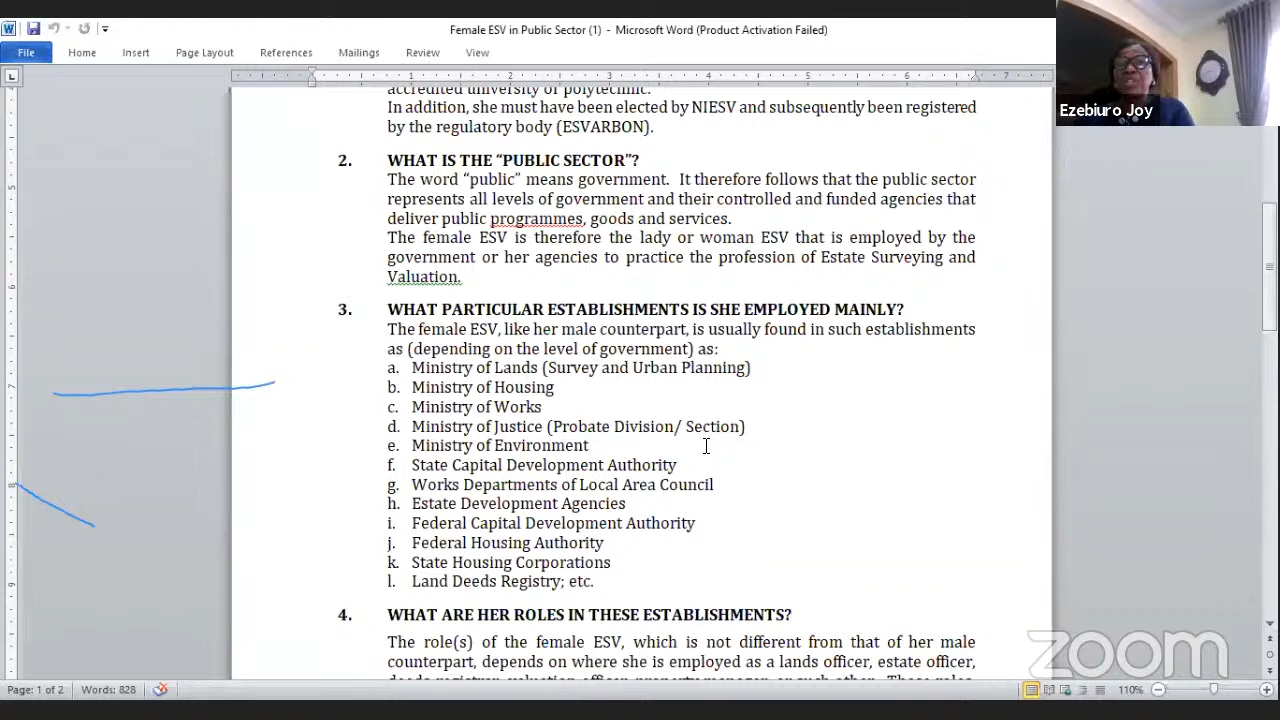 Female ESV in Public Sector (1) - Microsoft Word (Product Activation Failed)
File Home Insert Page Layout References Mailings Review View
1 2 3 4 5 6 7
Ezebiuro Joy
accredited university or polytechnic.
In addition, she must have been elected by NIESV and subsequently been registered
by the regulatory body (ESVARBON).
2. WHAT IS THE “PUBLIC SECTOR”?
The word “public” means government. It therefore follows that the public sector
represents all levels of government and their controlled and funded agencies that
deliver public programmes, goods and services.
The female ESV is therefore the lady or woman ESV that is employed by the
government or her agencies to practice the profession of Estate Surveying and
Valuation.
3. WHAT PARTICULAR ESTABLISHMENTS IS SHE EMPLOYED MAINLY?
The female ESV, like her male counterpart, is usually found in such establishments
as (depending on the level of government) as:
a. Ministry of Lands (Survey and Urban Planning)
b. Ministry of Housing
c. Ministry of Works
d. Ministry of Justice (Probate Division/ Section)
e. Ministry of Environment
f. State Capital Development Authority
g. Works Departments of Local Area Council
h. Estate Development Agencies
i. Federal Capital Development Authority
j. Federal Housing Authority
k. State Housing Corporations
l. Land Deeds Registry; etc.
4. WHAT ARE HER ROLES IN THESE ESTABLISHMENTS?
The role(s) of the female ESV, which is not different from that of her male
counterpart, depends on where she is employed as a lands officer, estate officer,
zoom
Page: 1 of 2 Words: 828 110%